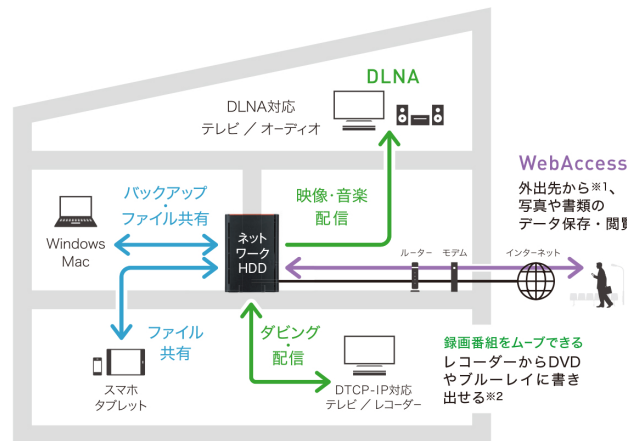 DLNA
DLNA対応
テレビ ／ オーディオ
WebAccess
外出先から※1、
写真や書類の
データ保存・閲覧
バックアップ
・
ファイル共有
映像・音楽
配信
Windows
Mac
ネット
ワーク
HDD
ルーター
モデム
インターネット
ファイル
共有
ダビング
・
配信
スマホ
タブレット
DTCP-IP対応
テレビ ／ レコーダー
録画番組をムーブできる
レコーダーからDVD
やブルーレイに書き
出せる※2